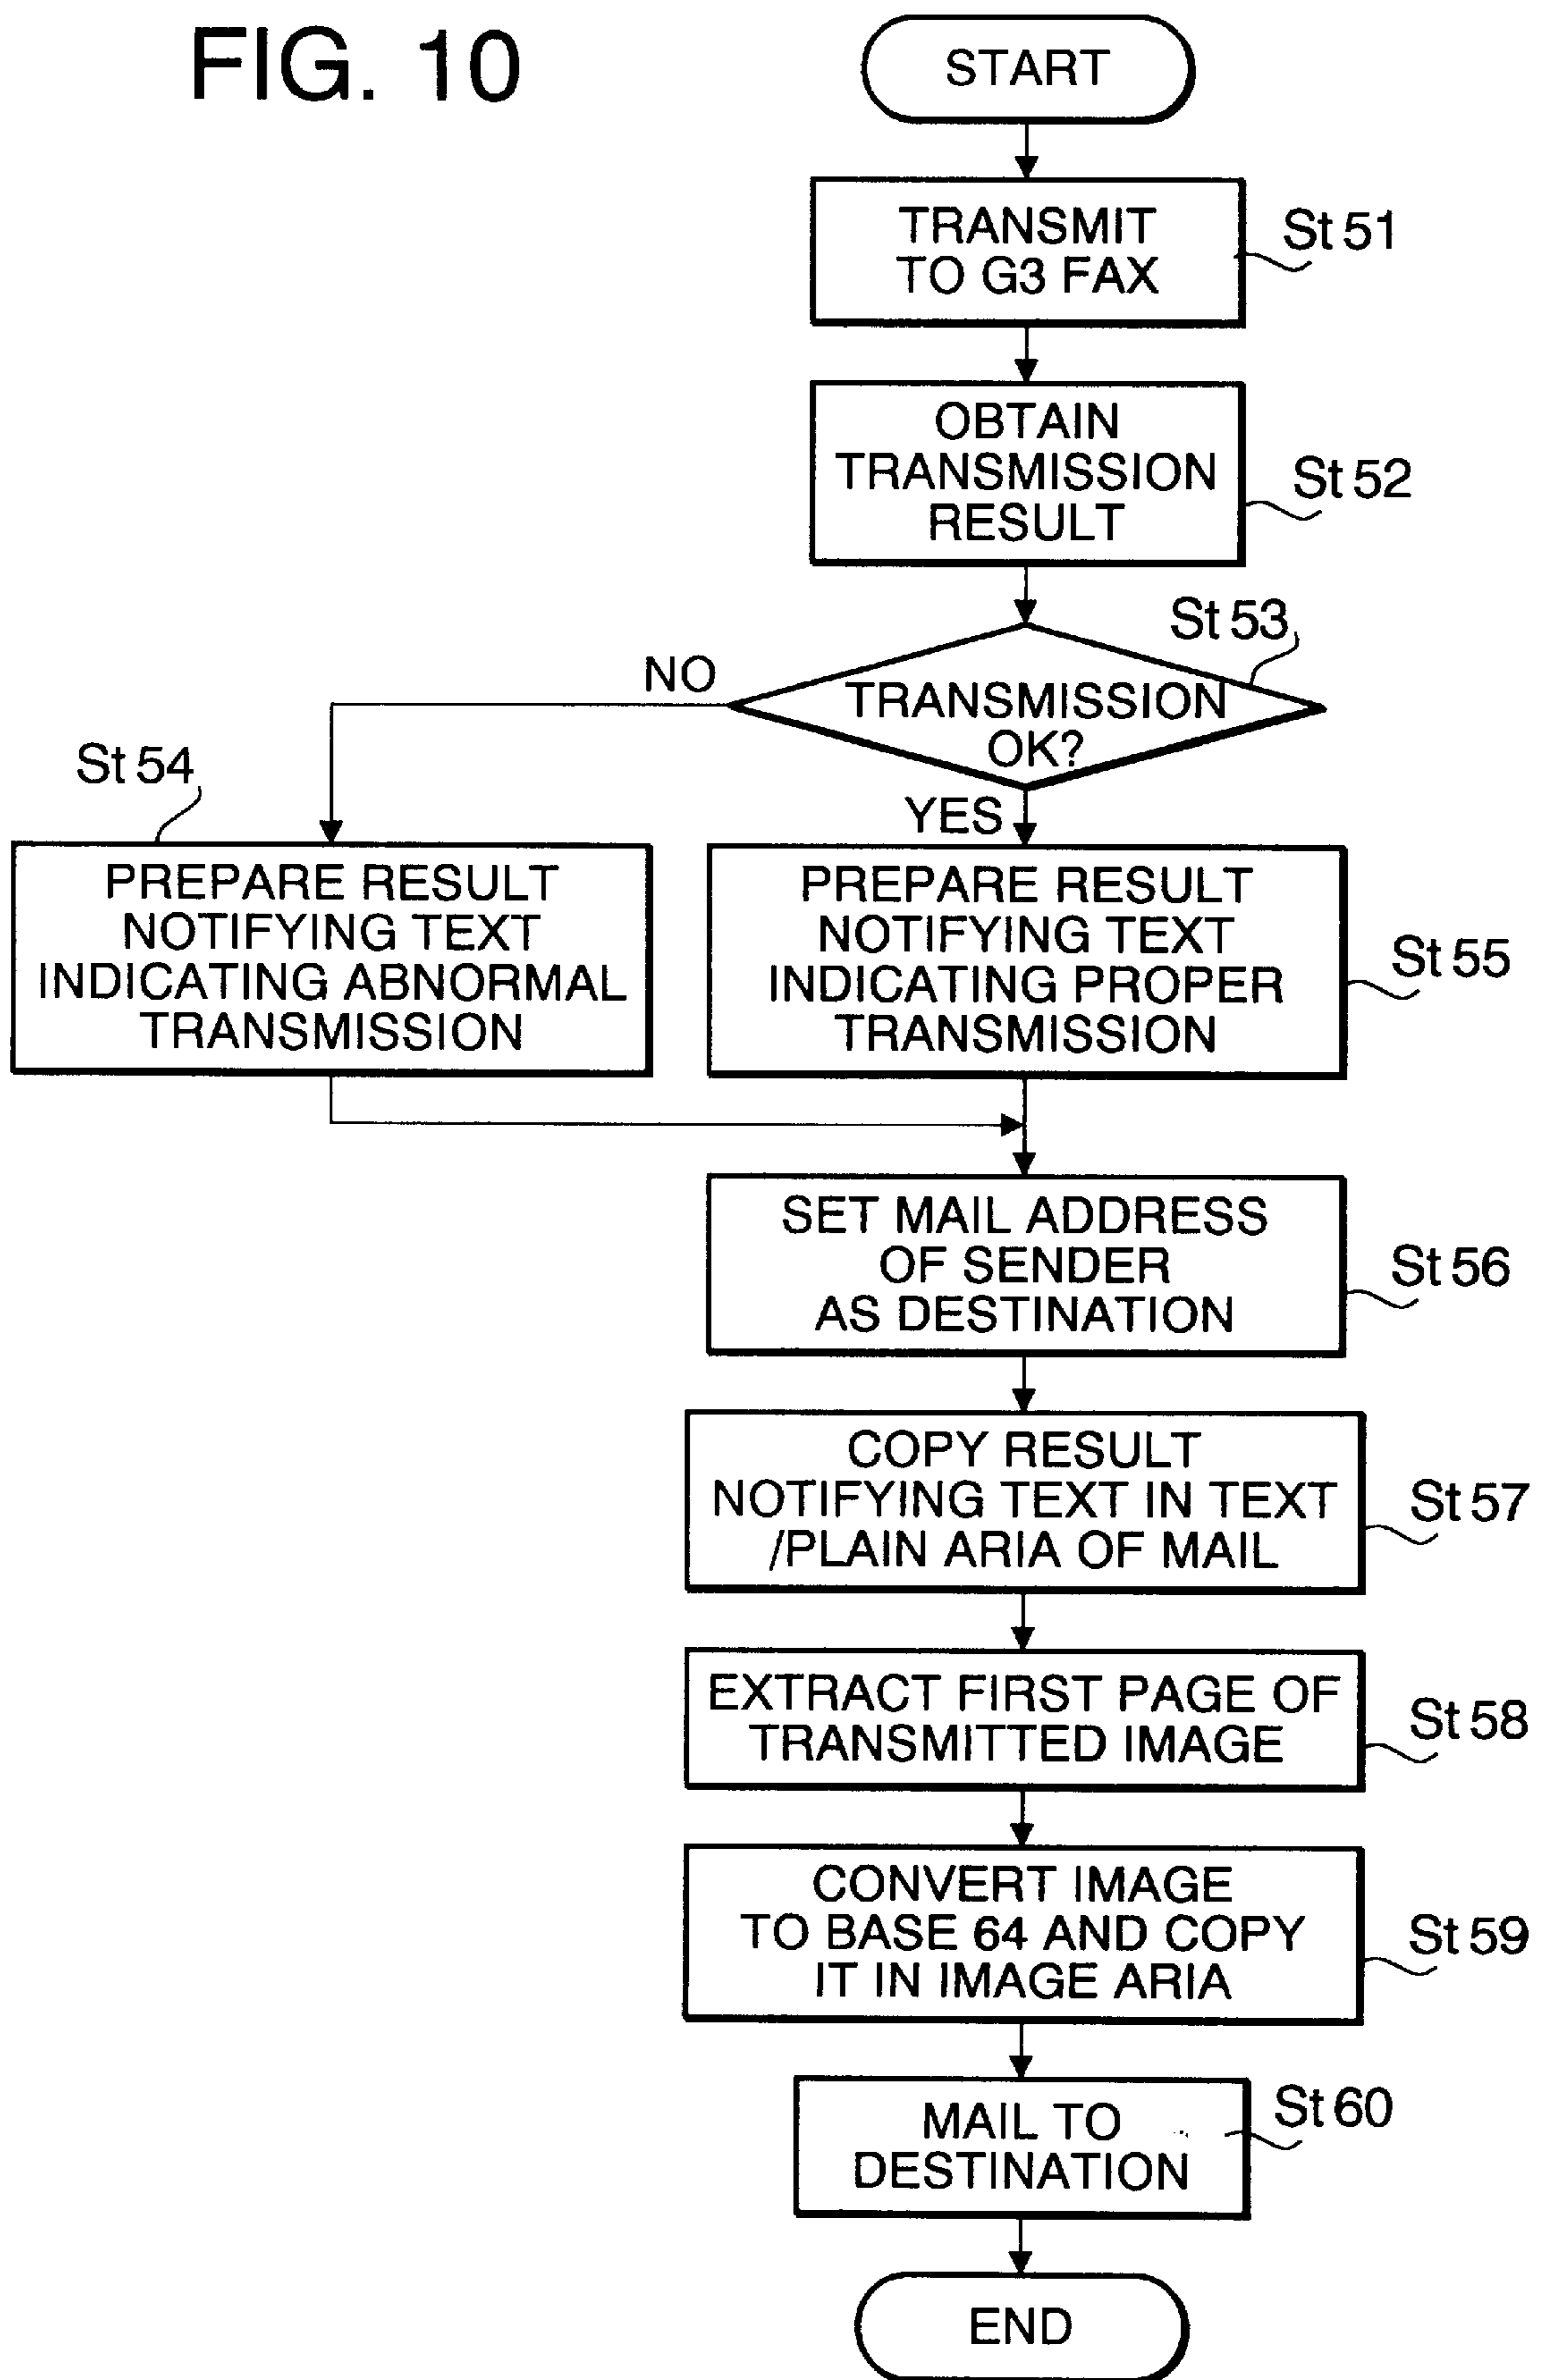 FIG. 10
START
TRANSMIT
TO G3 FAX
St 51
OBTAIN
TRANSMISSION
RESULT
St 52
St 53
TRANSMISSION
OK?
NO
YES
St 54
PREPARE RESULT
NOTIFYING TEXT
INDICATING ABNORMAL
TRANSMISSION
PREPARE RESULT
NOTIFYING TEXT
INDICATING PROPER
TRANSMISSION
St 55
SET MAIL ADDRESS
OF SENDER
AS DESTINATION
St 56
COPY RESULT
NOTIFYING TEXT IN TEXT
/PLAIN ARIA OF MAIL
St 57
EXTRACT FIRST PAGE OF
TRANSMITTED IMAGE
St 58
CONVERT IMAGE
TO BASE 64 AND COPY
IT IN IMAGE ARIA
St 59
MAIL TO
DESTINATION
St 60
END